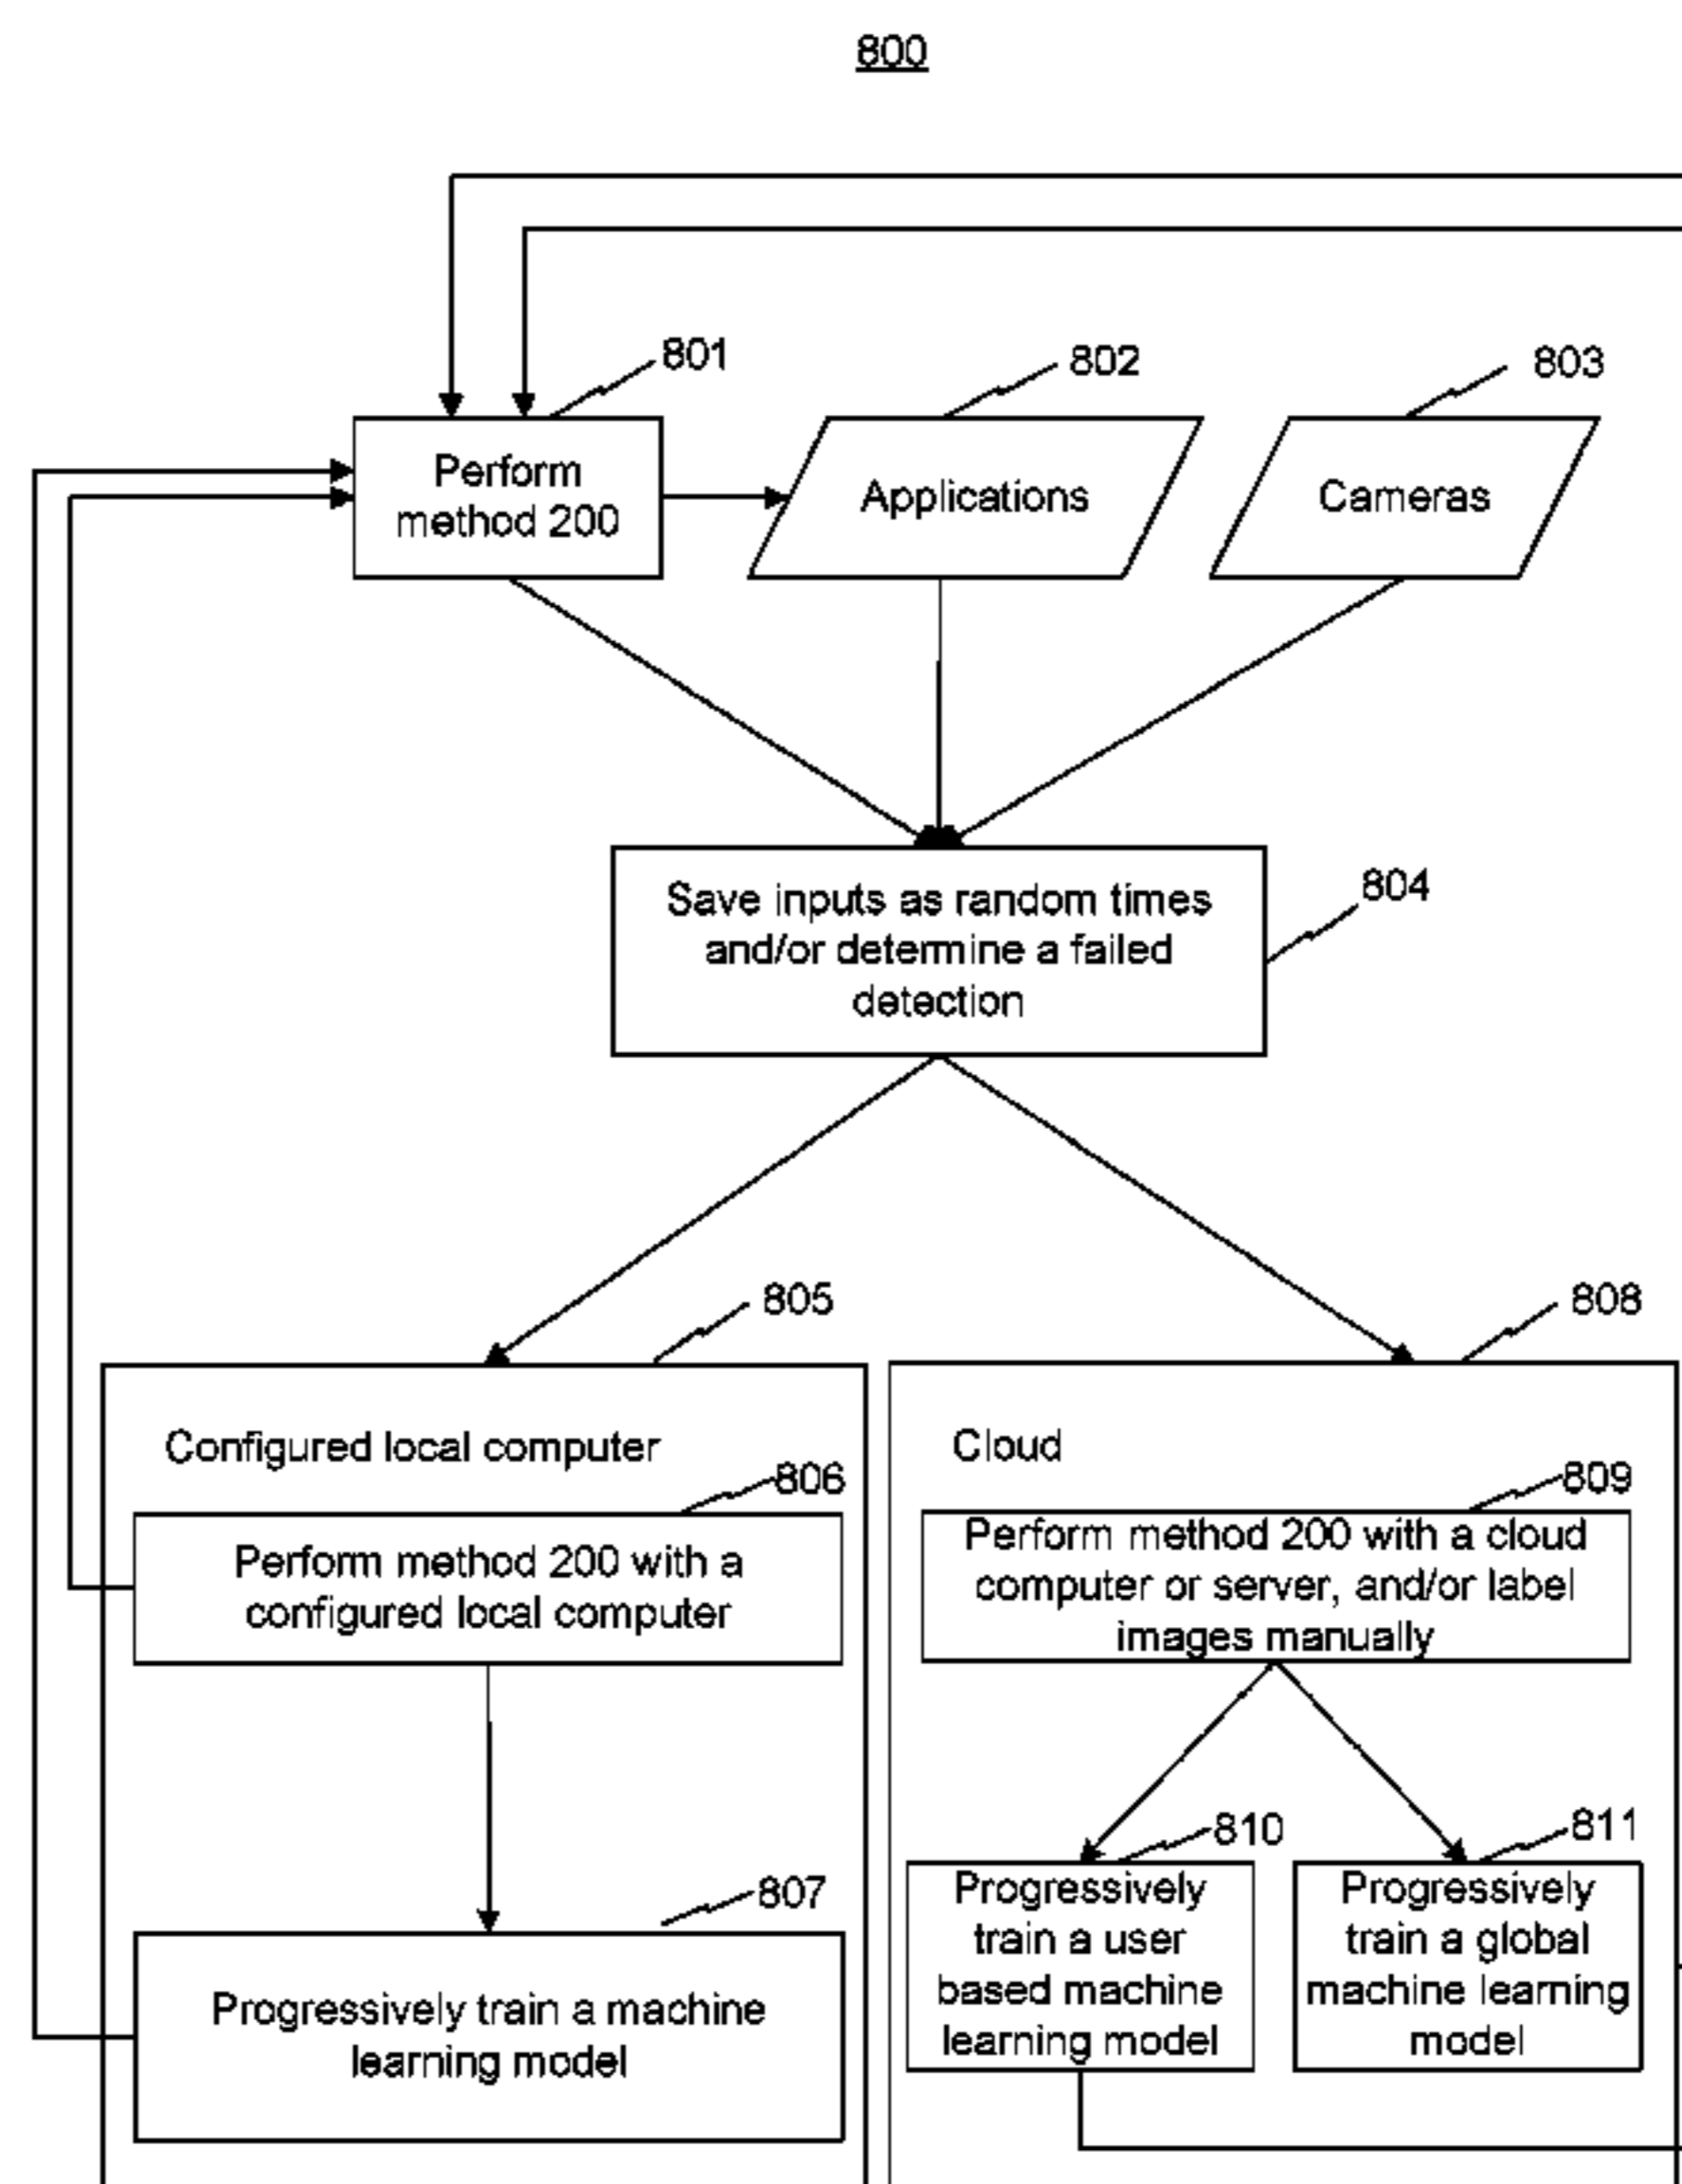 800
801
802
803
Perform
method 200
Applications
Cameras
Save inputs as random times
and/or determine a failed
detection
804
805
808
Configured local computer
Cloud
806
809
Perform method 200 with a
configured local computer
Perform method 200 with a cloud
computer or server, and/or label
images manually
810
811
807
Progressively train a machine
learning model
Progressively
train a user
based machine
learning model
Progressively
train a global
machine learning
model